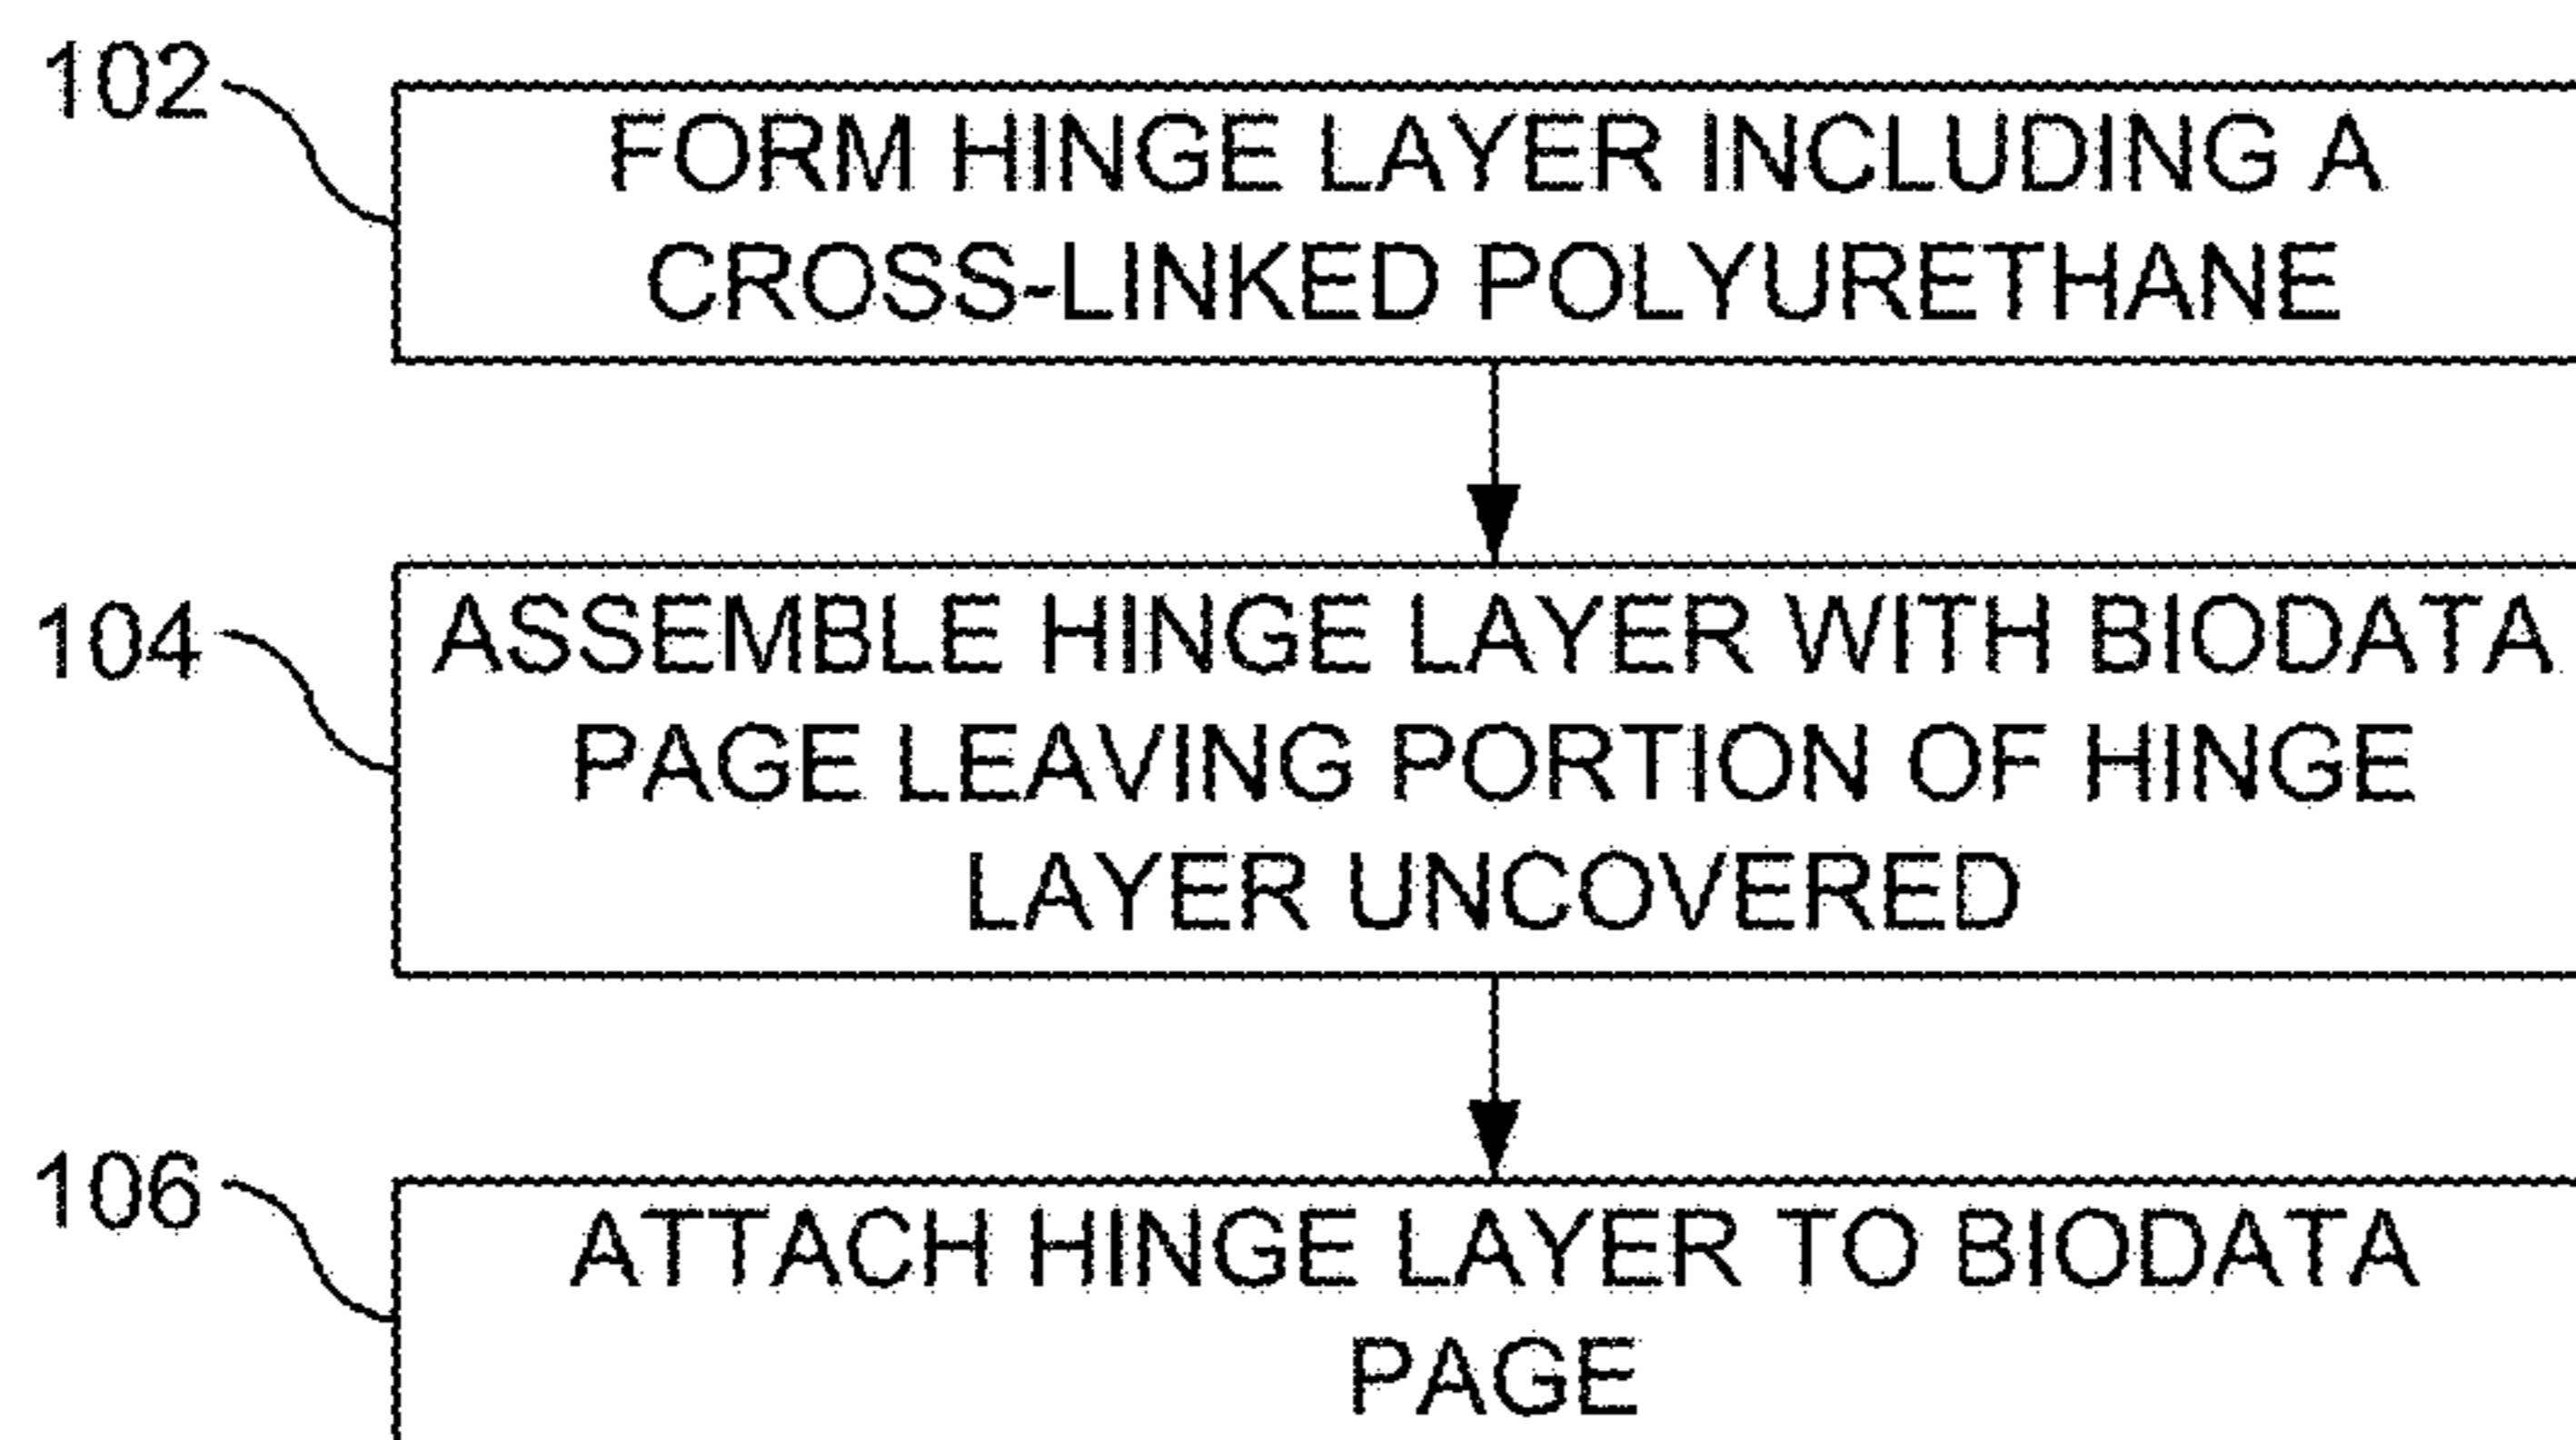 102
FORM HINGE LAYER INCLUDING A
CROSS-LINKED POLYURETHANE
104
ASSEMBLE HINGE LAYER WITH BIODATA
PAGE LEAVING PORTION OF HINGE
LAYER UNCOVERED
106
ATTACH HINGE LAYER TO BIODATA
PAGE